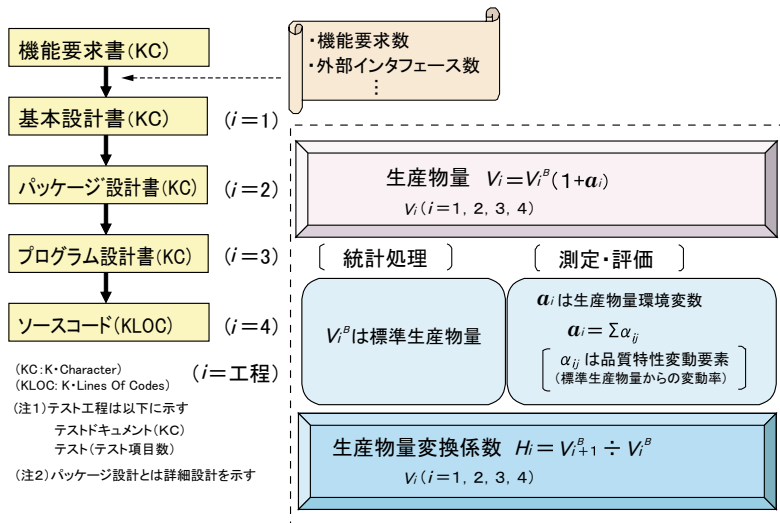 機能要求書(KC)
・機能要求数
・外部インタフェース数
⋮
基本設計書(KC) (i=1)
パッケージ設計書(KC) (i=2)
プログラム設計書(KC) (i=3)
ソースコード(KLOC) (i=4)
(i=工程)
(KC:K・Character)
(KLOC:K・Lines Of Codes)
(注1)テスト工程は以下に示す
テストドキュメント(KC)
テスト(テスト項目数)
(注2)パッケージ設計とは詳細設計を示す
生産物量 Vi=Vi^B(1+ai)
Vi(i=1, 2, 3, 4)
〔 統計処理 〕 〔 測定・評価 〕
Vi^Bは標準生産物量
aiは生産物量環境変数
ai=Σαij
αijは品質特性変動要素
(標準生産物量からの変動率)
生産物量変換係数 Hi=V^B i+1÷Vi^B
Vi(i=1, 2, 3, 4)